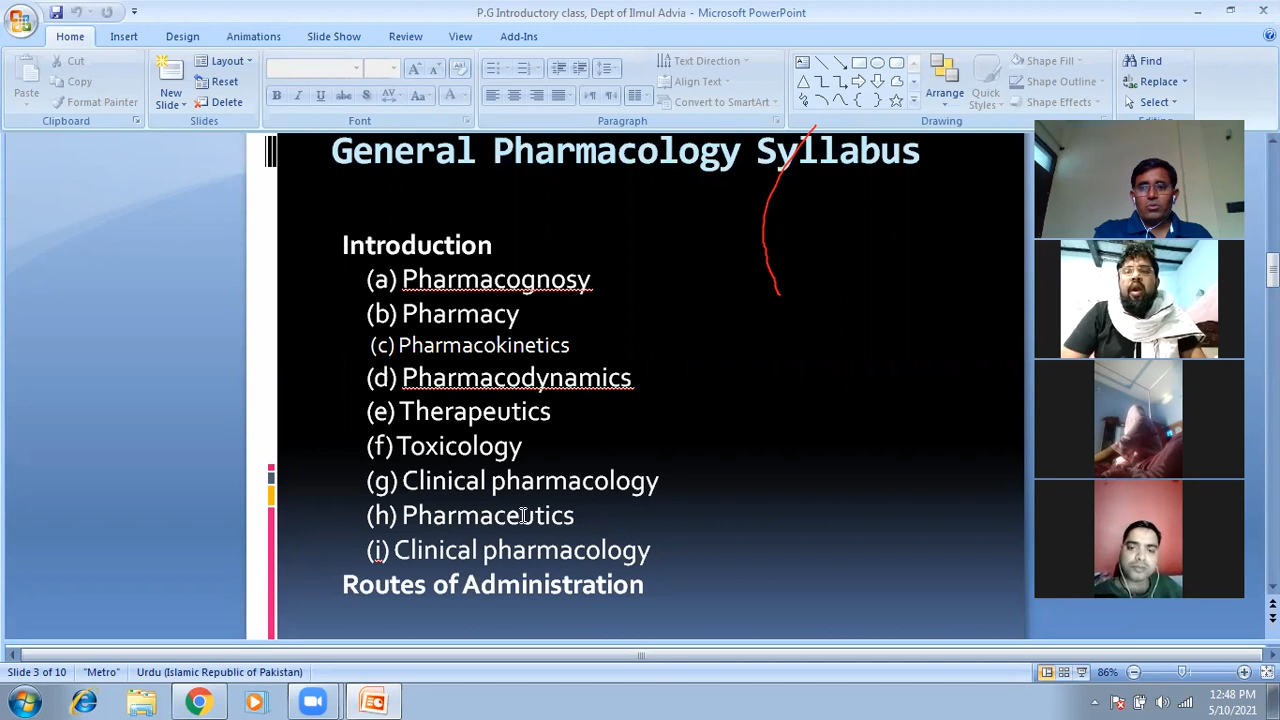 P.G Introductory class, Dept of Ilmul Advia - Microsoft PowerPoint
Home Insert Design Animations Slide Show Review View Add-Ins
Cut
Copy
Format Painter
Paste
Clipboard
New
Slide
Layout
Reset
Delete
Slides
B I U abe S AV Aa A
Font
Text Direction
Align Text
Convert to SmartArt
Paragraph
Arrange
Quick
Styles
Shape Fill
Shape Outline
Shape Effects
Drawing
Find
Replace
Select
Editing
General Pharmacology Syllabus
Introduction
(a) Pharmacognosy
(b) Pharmacy
(c) Pharmacokinetics
(d) Pharmacodynamics
(e) Therapeutics
(f) Toxicology
(g) Clinical pharmacology
(h) Pharmaceutics
(i) Clinical pharmacology
Routes of Administration
Slide 3 of 10 "Metro" Urdu (Islamic Republic of Pakistan) 86%
12:48 PM
5/10/2021